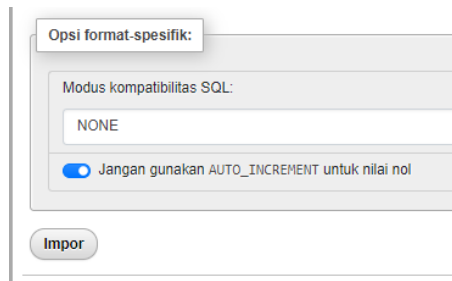 Opsi format-spesifik:
Modus kompatibilitas SQL:
NONE
Jangan gunakan AUTO_INCREMENT untuk nilai nol
Impor